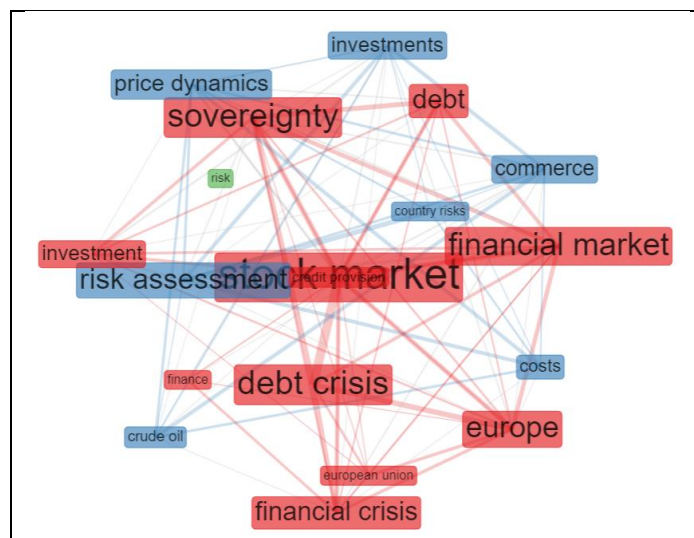 investments
price dynamics
debt
sovereignty
commerce
risk
country risks
investment
financial market
risk assessment
stock market
credit provision
costs
finance
debt crisis
europe
crude oil
european union
financial crisis